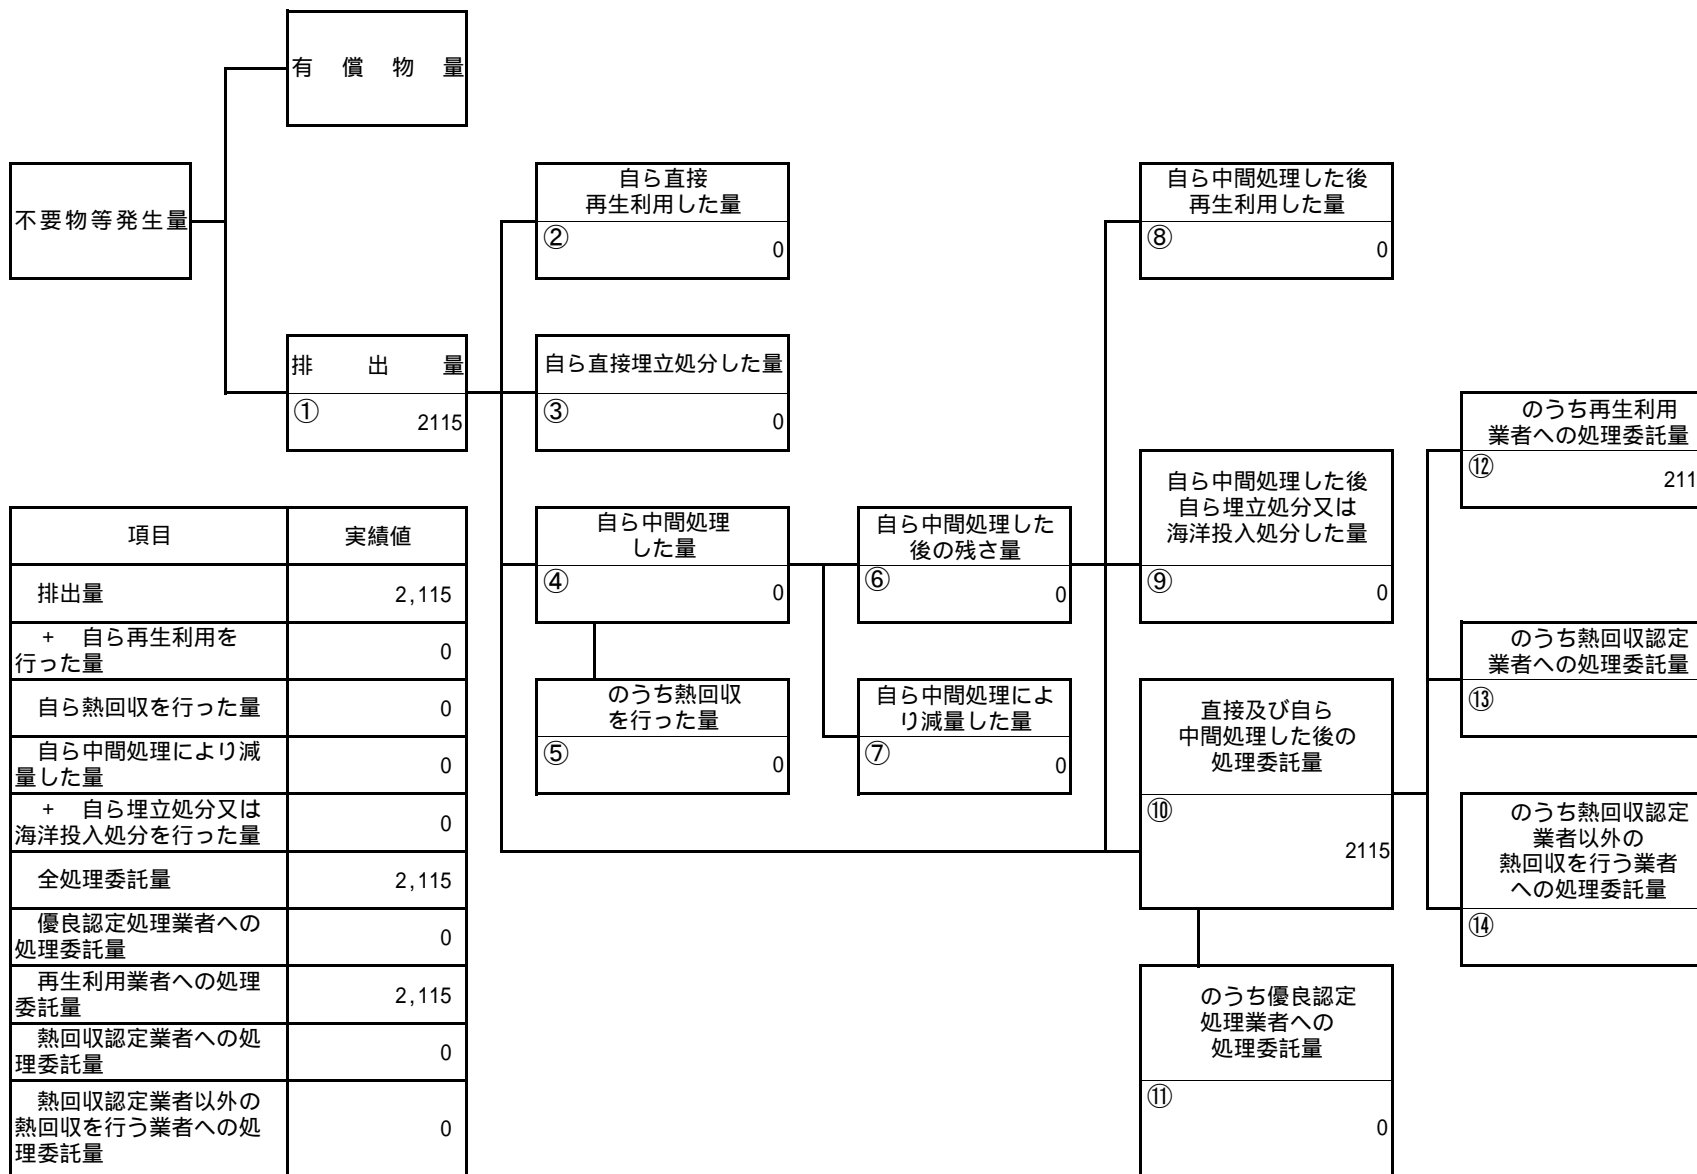 有償物量
不要物等発生量
排出量
① 2115
自ら直接
再生利用した量
② 0
自ら直接埋立処分した量
③ 0
自ら中間処理
した量
④ 0
のうち熱回収
を行った量
⑤ 0
自ら中間処理した
後の残さ量
⑥ 0
自ら中間処理によ
り減量した量
⑦ 0
自ら中間処理した後
再生利用した量
⑧ 0
自ら中間処理した後
自ら埋立処分又は
海洋投入処分した量
⑨ 0
直接及び自ら
中間処理した後の
処理委託量
⑩
2115
のうち優良認定
処理業者への
処理委託量
⑪
0
のうち再生利用
業者への処理委託量
⑫ 211
のうち熱回収認定
業者への処理委託量
⑬
のうち熱回収認定
業者以外の
熱回収を行う業者
への処理委託量
⑭
項目 実績値
排出量 2,115
+ 自ら再生利用を
行った量 0
自ら熱回収を行った量 0
自ら中間処理により減
量した量 0
+ 自ら埋立処分又は
海洋投入処分を行った量 0
全処理委託量 2,115
優良認定処理業者への
処理委託量 0
再生利用業者への処理
委託量 2,115
熱回収認定業者への処
理委託量 0
熱回収認定業者以外の
熱回収を行う業者への処
理委託量 0